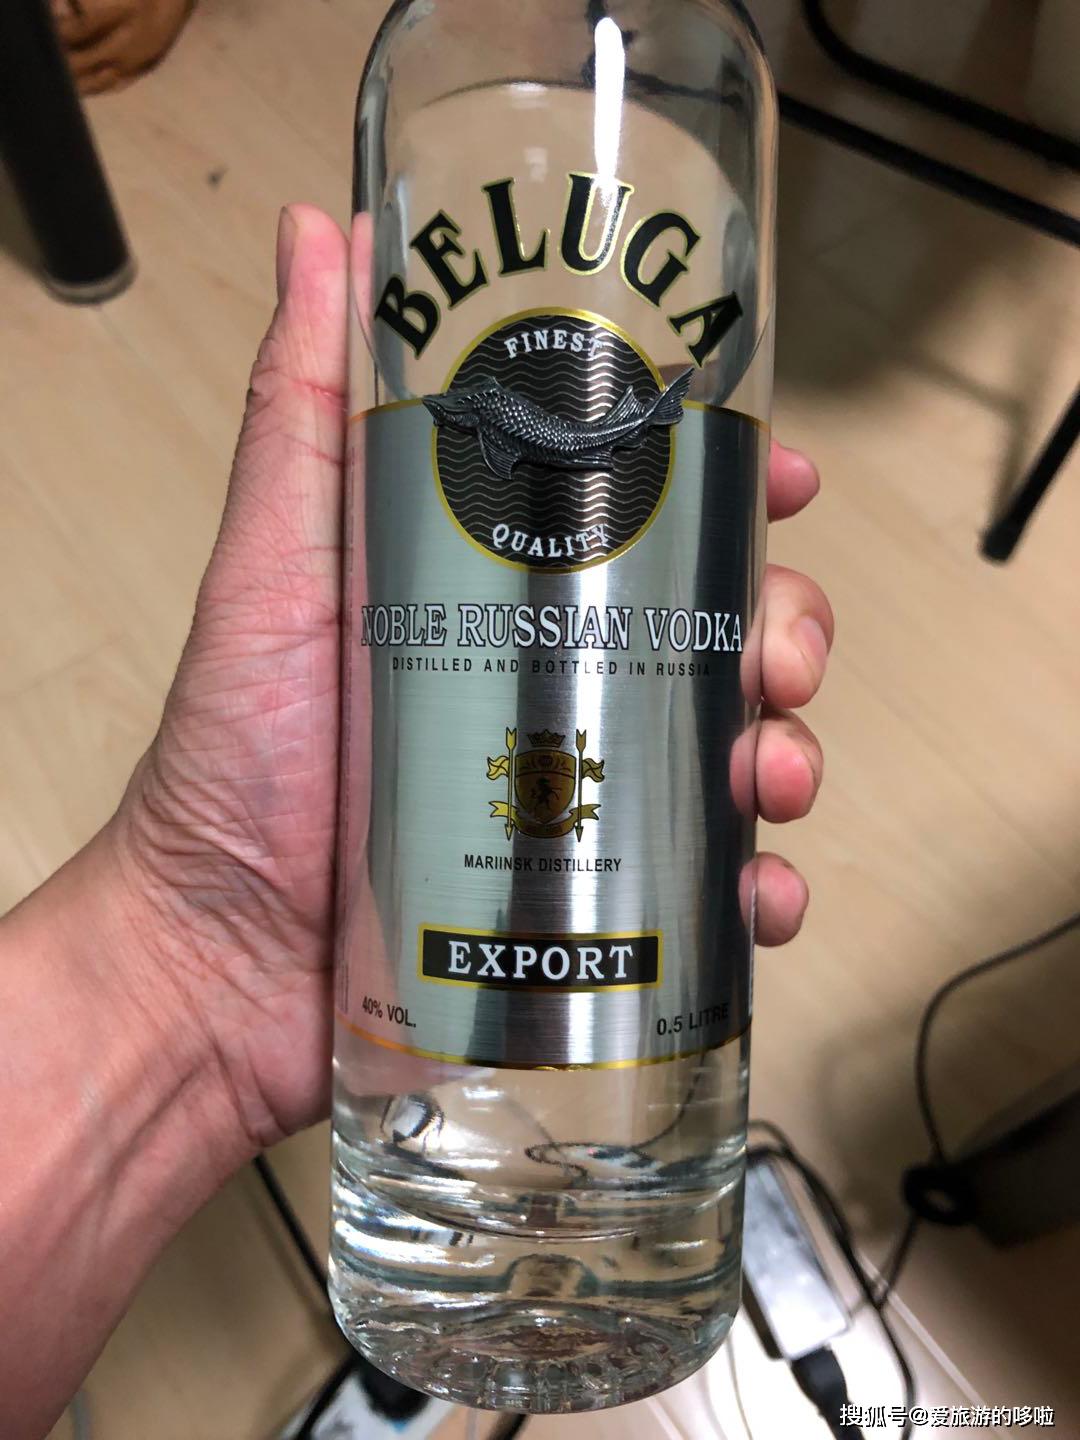 BELUGA
FINEST
QUALITY
NOBLE RUSSIAN VODKA
DISTILLED AND BOTTLED IN RUSSIA
MARIINSK DISTILLERY
EXPORT
40% VOL.
0.5 LITRE
搜狐号@爱旅游的哆啦